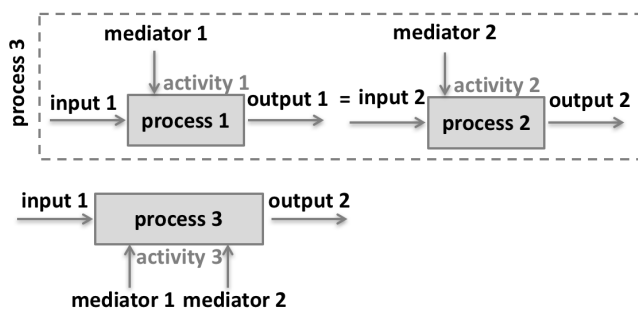 process 3
mediator 1
mediator 2
activity 1
activity 2
input 1
output 1 = input 2
output 2
process 1
process 2
input 1
output 2
process 3
activity 3
mediator 1 mediator 2